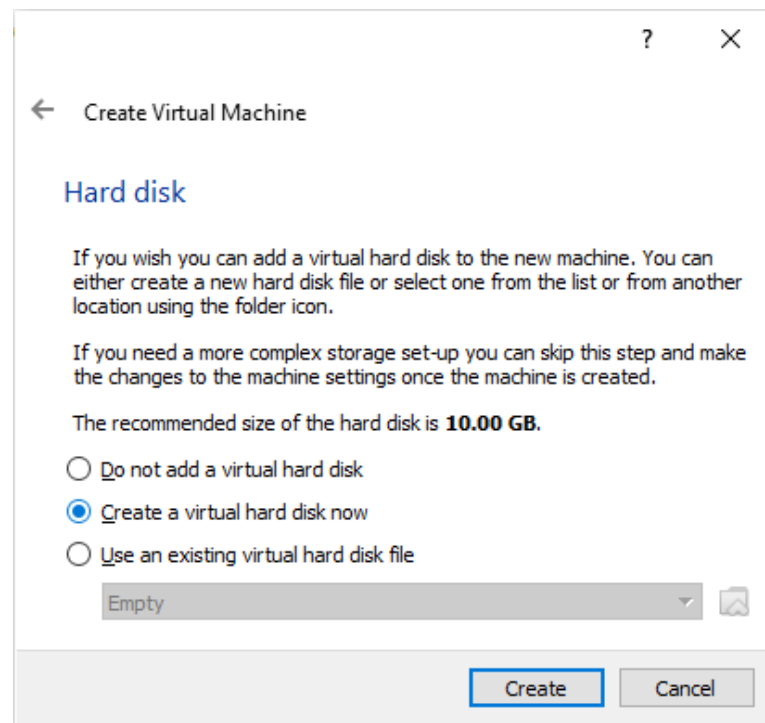 ?
Create Virtual Machine
Hard disk
If you wish you can add a virtual hard disk to the new machine. You can
either create a new hard disk file or select one from the list or from another
location using the folder icon.
If you need a more complex storage set-up you can skip this step and make
the changes to the machine settings once the machine is created.
The recommended size of the hard disk is 10.00 GB.
Do not add a virtual hard disk
Create a virtual hard disk now
Use an existing virtual hard disk file
Empty
Create Cancel